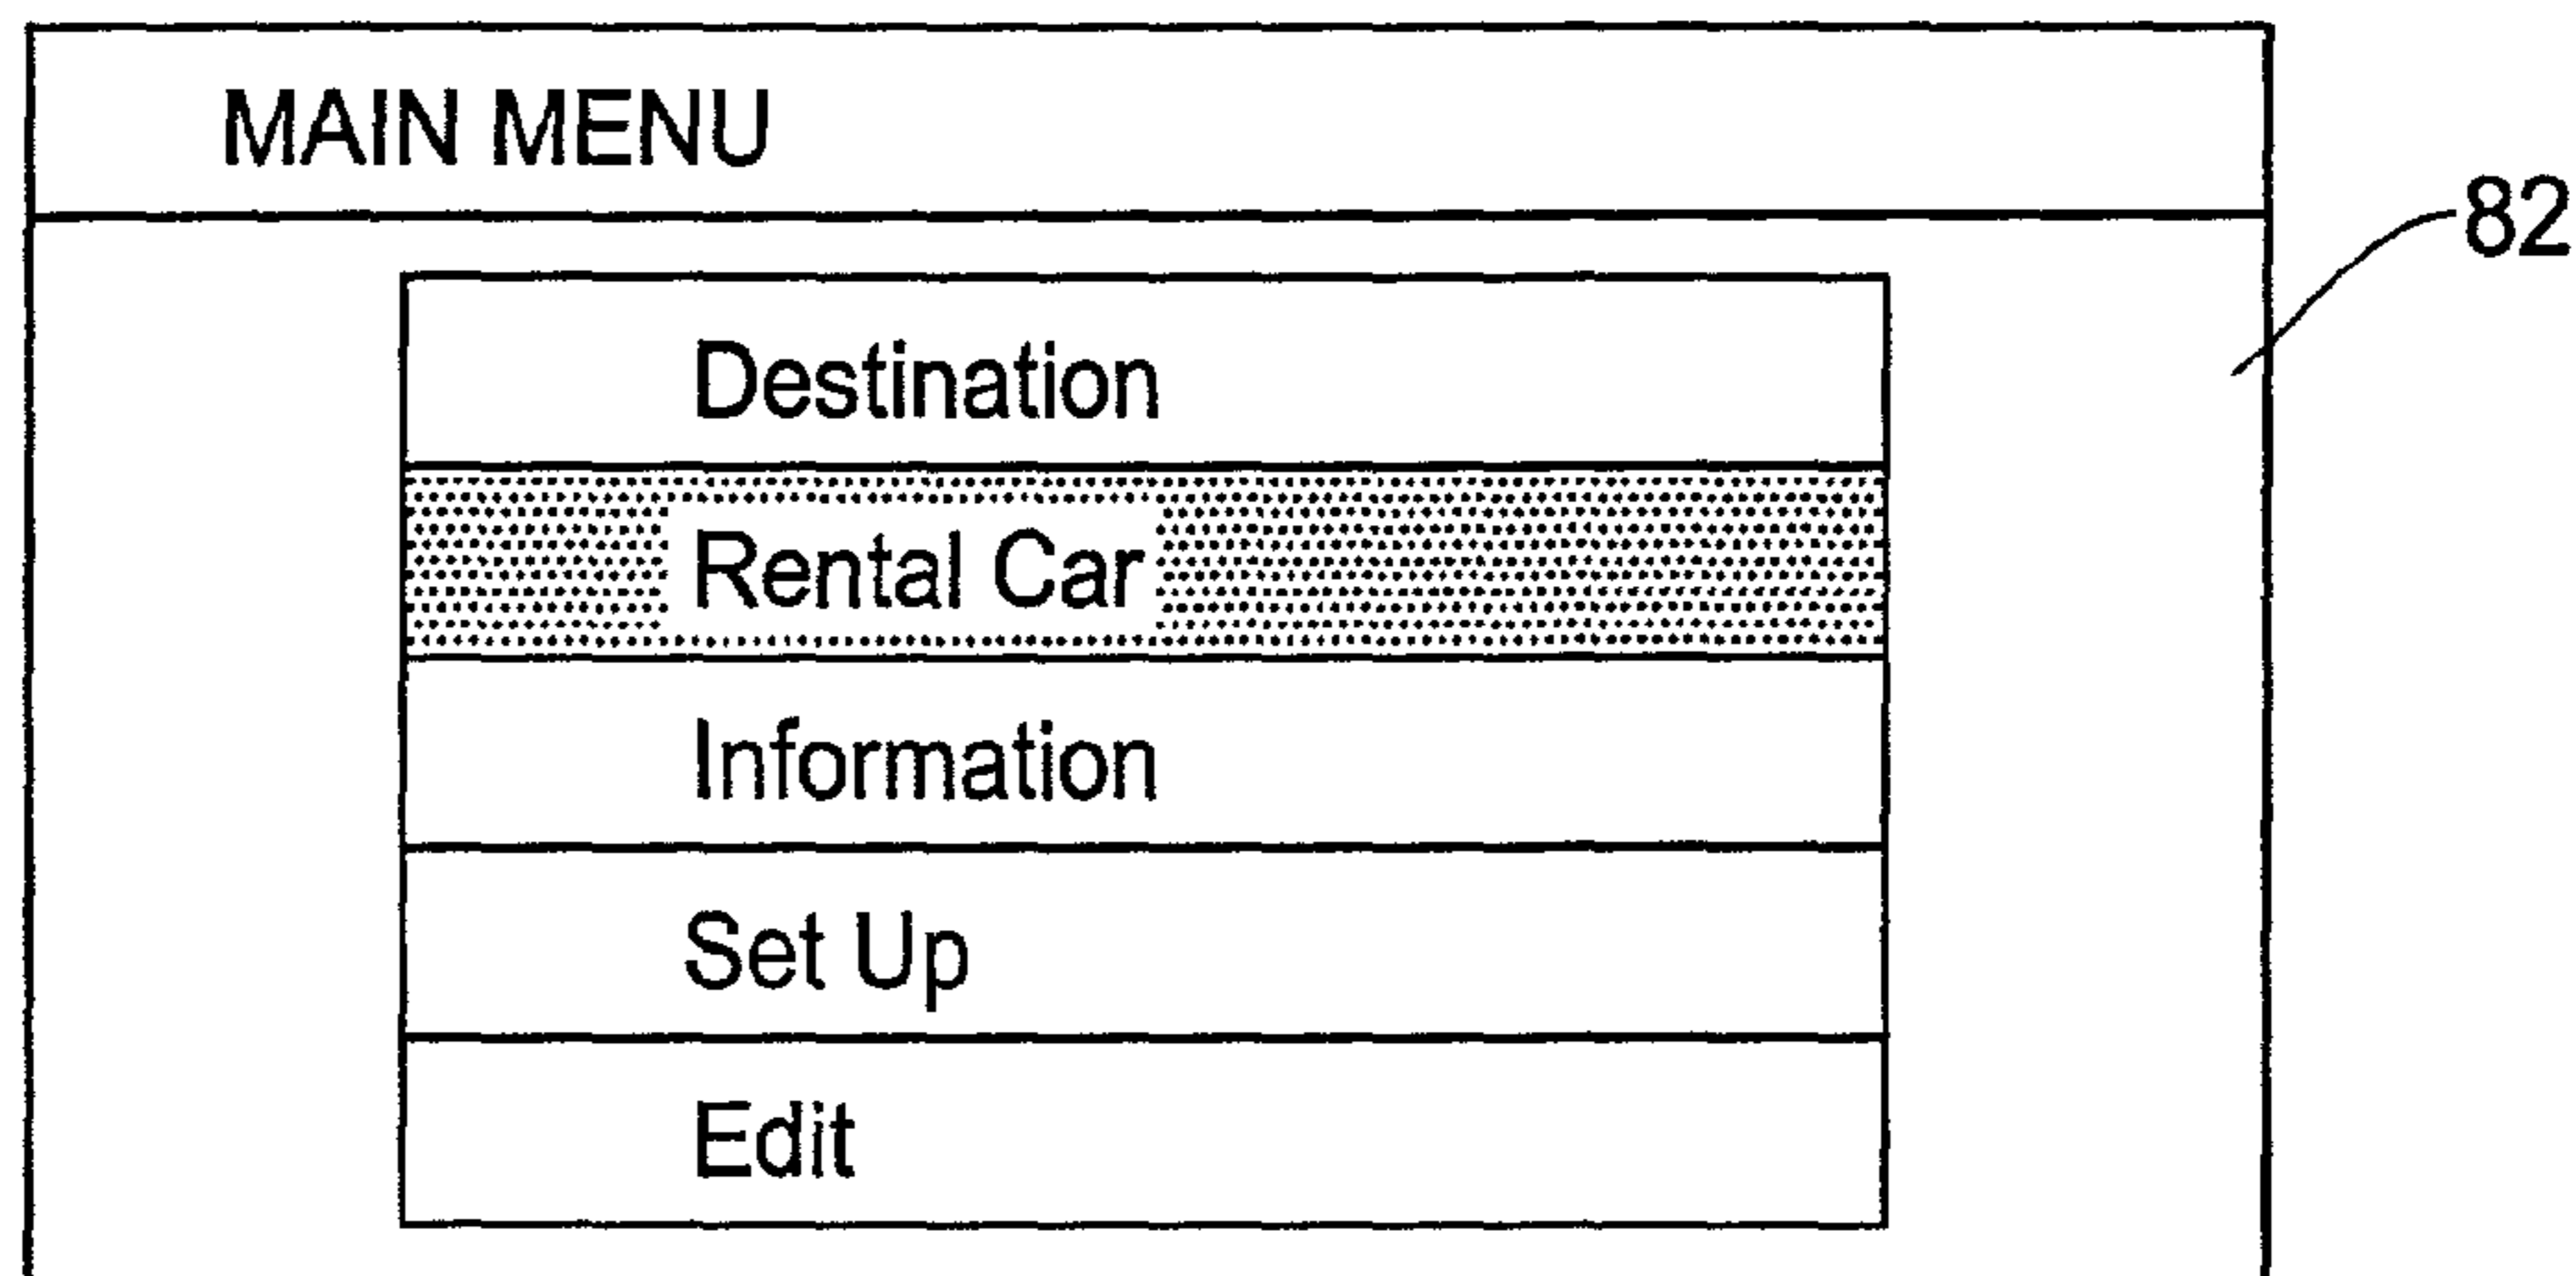 MAIN MENU
82
Destination
Rental Car
Information
Set Up
Edit